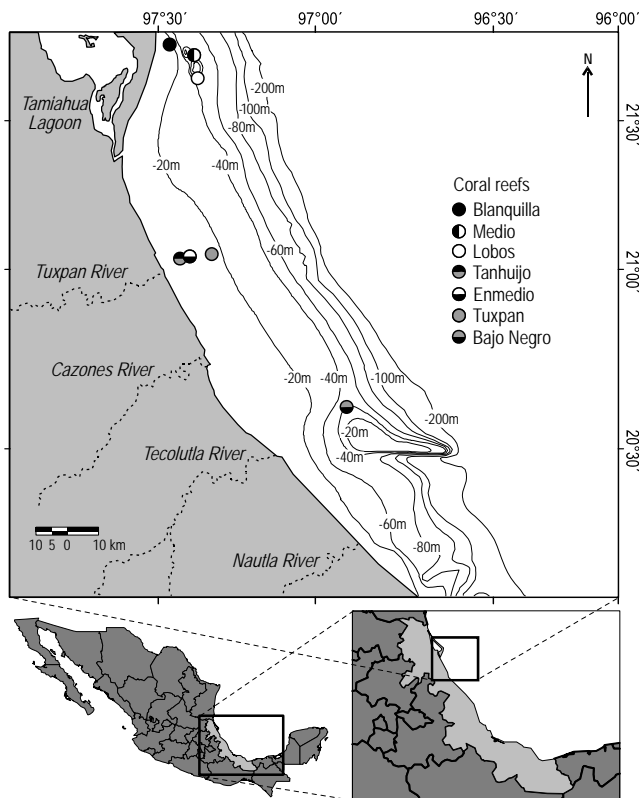 97°30' 97°00' 96°30' 96°00'
N
Tamiahua
Lagoon
-200m
-100m
-80m
21°30'
-20m
-40m
Coral reefs
Blanquilla
Medio
Lobos
Tanhuijo
Enmedio
Tuxpan
Bajo Negro
-60m
21°00'
Tuxpan River
Cazones River
-20m
-40m
-100m
-200m
-20m
-40m
20°30'
Tecolutla River
-60m
-80m
10 5 0 10 km
Nautla River